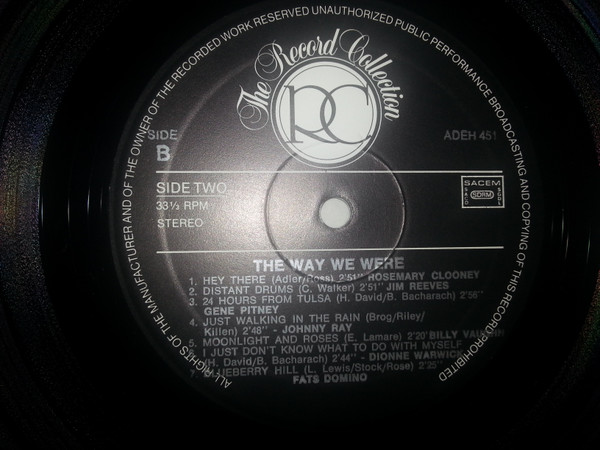 ALL RIGHTS OF THE MANUFACTURER AND OF THE OWNER OF THE RECORDED WORK RESERVED UNAUTHORIZED PUBLIC PERFORMANCE BROADCASTING AND COPYING OF THIS RECORD PROHIBITED
The Record Collection
RC
SIDE
B
ADEH 451
SIDE TWO
33⅓ RPM
STEREO
SACEM
SDRM
THE WAY WE WERE
1. HEY THERE (Adler/Ross) 2'51" ROSEMARY CLOONEY
2. DISTANT DRUMS (C. Walker) 2'51" JIM REEVES
3. 24 HOURS FROM TULSA (H. David/B. Bacharach) 2'56"
GENE PITNEY
4. JUST WALKING IN THE RAIN (Brog/Riley/
Killen) 2'48" - JOHNNY RAY
5. MOONLIGHT AND ROSES (E. Lamare) 2'20" BILLY
I JUST DON'T KNOW WHAT TO DO WITH MYSELF
(H. David/B. Bacharach) 2'44" - DIONNE WARWICK
7. BLUEBERRY HILL (L. Lewis/Stock/Rose) 2'25"
FATS DOMINO